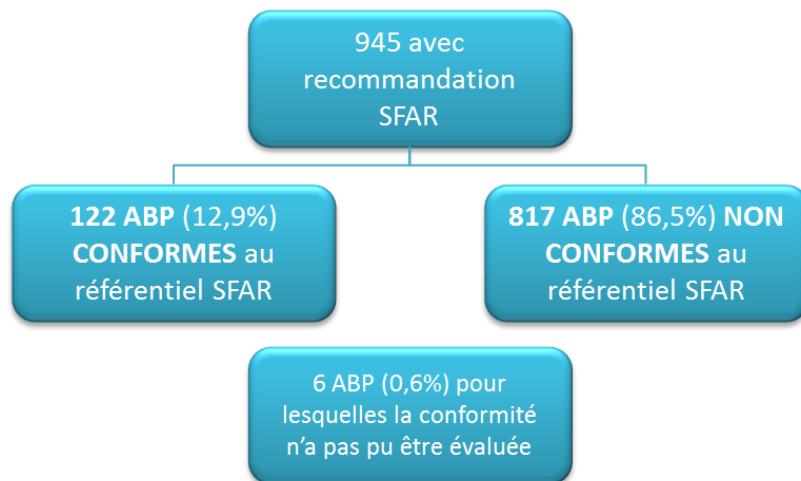 945 avec
recommandation
SFAR
122 ABP (12,9%)
CONFORMES au
référentiel SFAR
817 ABP (86,5%) NON
CONFORMES au
référentiel SFAR
6 ABP (0,6%) pour
lesquelles la conformité
n'a pas pu être évaluée